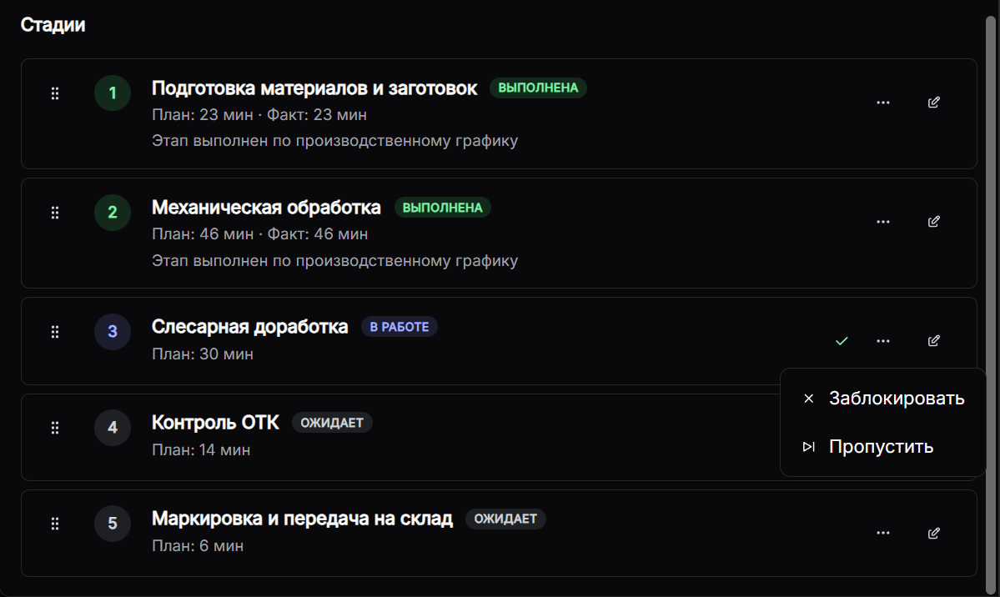 Стадии
1
Подготовка материалов и заготовок ВЫПОЛНЕНА
План: 23 мин · Факт: 23 мин
Этап выполнен по производственному графику
2
Механическая обработка ВЫПОЛНЕНА
План: 46 мин · Факт: 46 мин
Этап выполнен по производственному графику
3
Слесарная доработка В РАБОТЕ
План: 30 мин
Заблокировать
Пропустить
4
Контроль ОТК ОЖИДАЕТ
План: 14 мин
5
Маркировка и передача на склад ОЖИДАЕТ
План: 6 мин